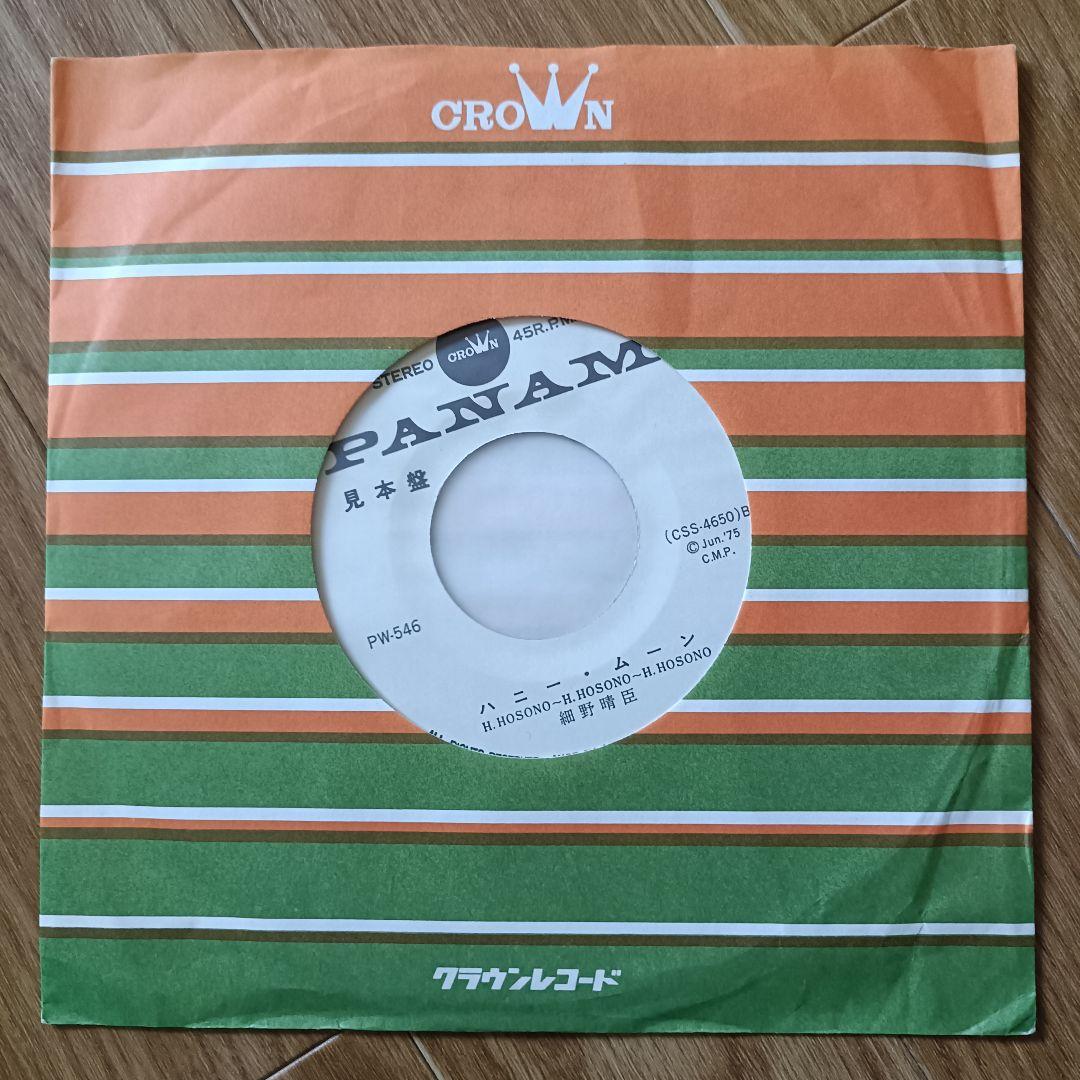 CROWN
STEREO
CROWN
45R.P.M.
PANAM
見本盤
(CSS-4650)B
© Jun.'75
C.M.P.
PW-546
ハニー・ムーン
H.HOSONO~H.HOSONO~H.HOSONO
細野晴臣
クラウンレコード